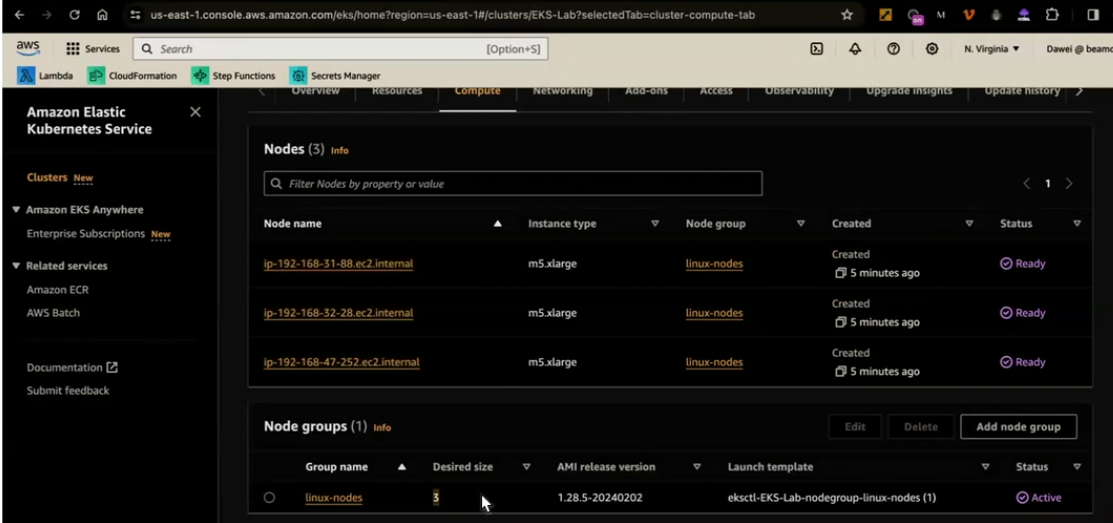 us-east-1.console.aws.amazon.com/eks/home?region=us-east-1#/clusters/EKS-Lab?selectedTab=cluster-compute-tab
on M
aws Services Search [Option+S] N. Virginia Dawei @ beamc
Lambda CloudFormation Step Functions Secrets Manager
Amazon Elastic Kubernetes Service
Clusters New
Amazon EKS Anywhere
Enterprise Subscriptions New
Related services
Amazon ECR
AWS Batch
Documentation
Submit feedback
Overview Resources Compute Networking Add-ons Access Observability Upgrade insights Update history
Nodes (3) Info
Filter Nodes by property or value
1
Node name Instance type Node group Created Status
ip-192-168-31-88.ec2.internal m5.xlarge linux-nodes Created 5 minutes ago Ready
ip-192-168-32-28.ec2.internal m5.xlarge linux-nodes Created 5 minutes ago Ready
ip-192-168-47-252.ec2.internal m5.xlarge linux-nodes Created 5 minutes ago Ready
Node groups (1) Info Edit Delete Add node group
Group name Desired size AMI release version Launch template Status
linux-nodes 3 1.28.5-20240202 eksctl-EKS-Lab-nodegroup-linux-nodes (1) Active